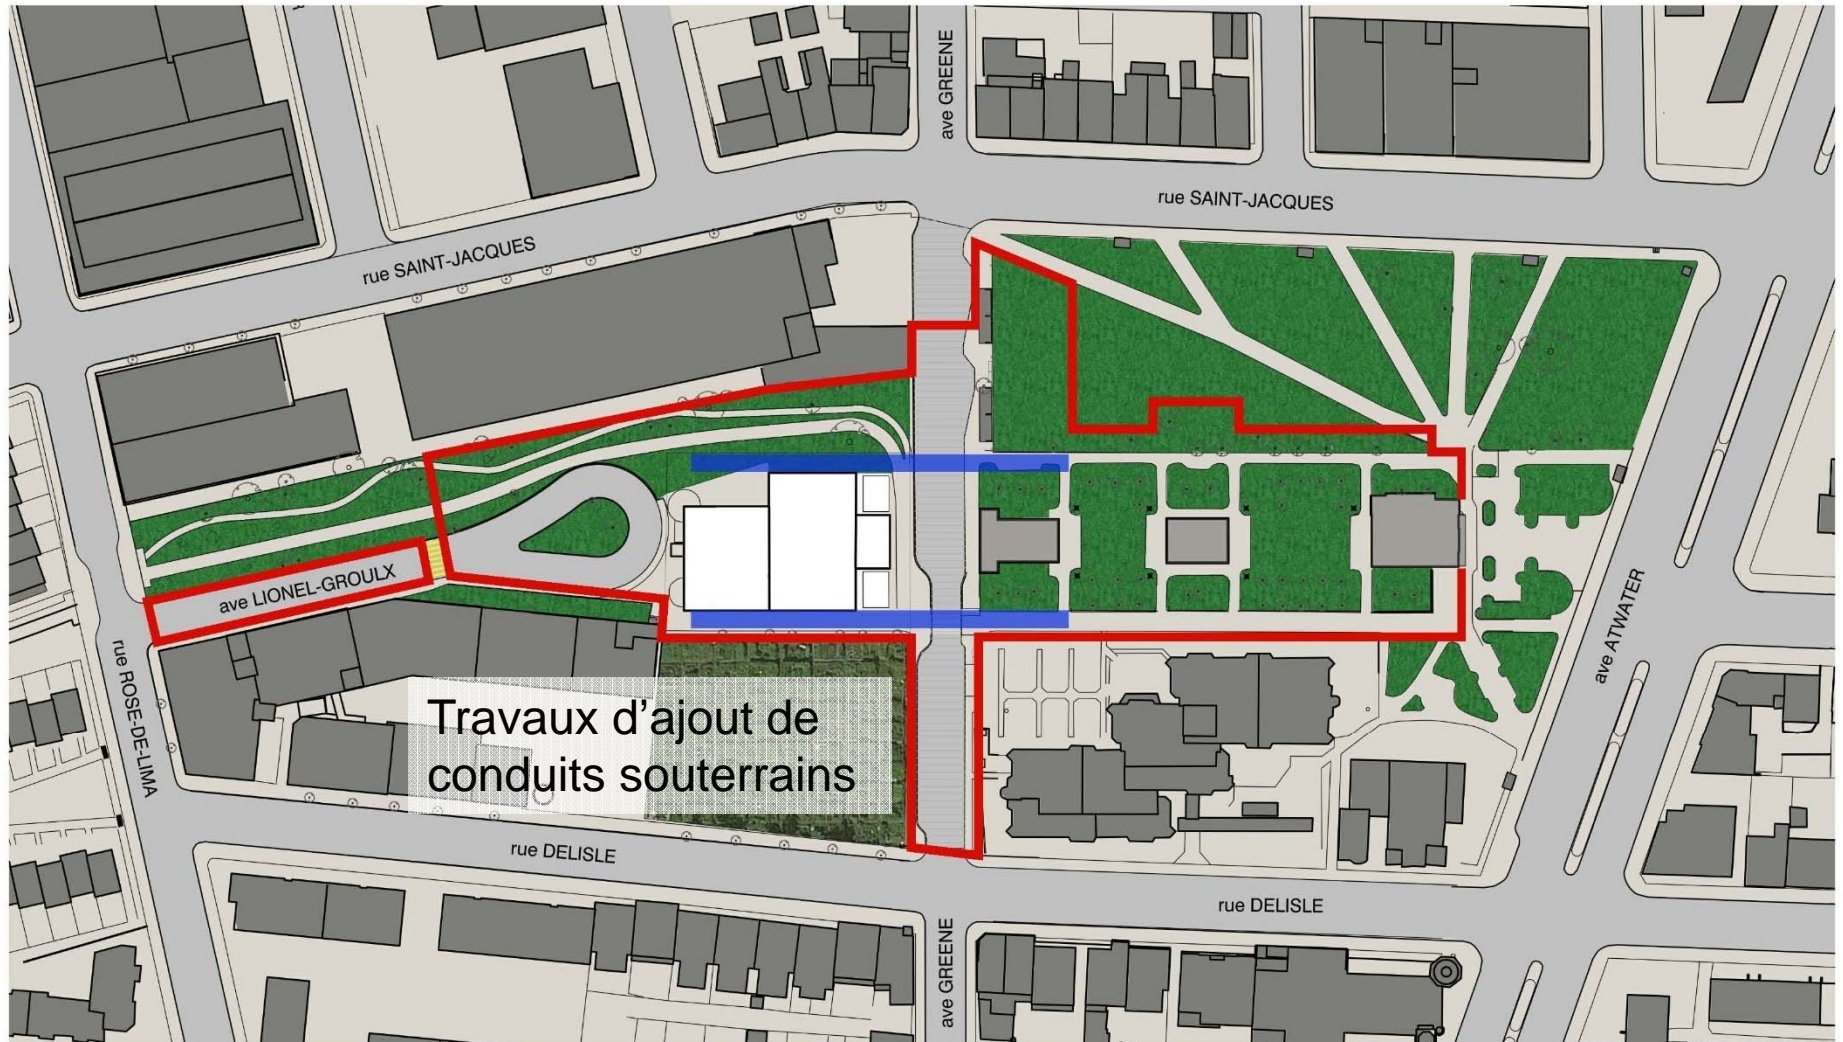 ave GREENE
rue SAINT-JACQUES
rue SAINT-JACQUES
ave LIONEL-GROULX
ave ATWATER
rue ROSE-DE-LIMA
Travaux d'ajout de
conduits souterrains
rue DELISLE
rue DELISLE
ave GREENE